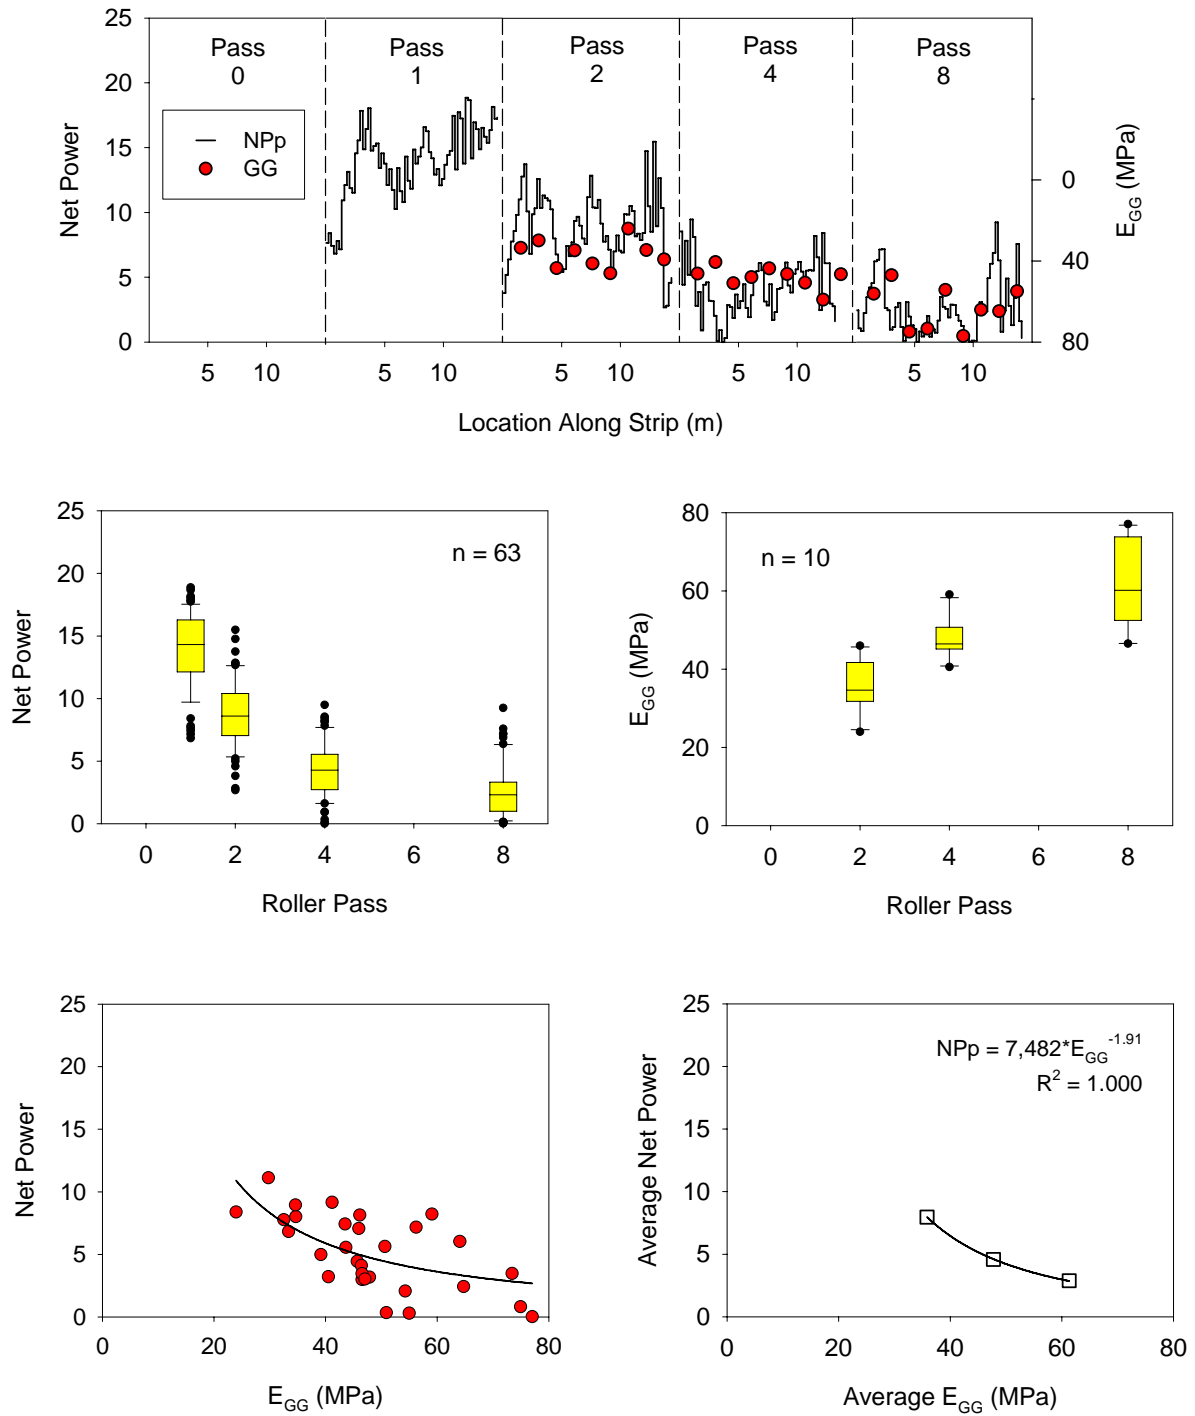 25
20
15
10
5
0
Net Power
Pass
0
Pass
1
Pass
2
Pass
4
Pass
8
NPp
GG
0
40
80
E_GG (MPa)
5 10 5 10 5 10 5 10 5 10
Location Along Strip (m)
25
20
15
10
5
0
Net Power
n = 63
0 2 4 6 8
Roller Pass
80
60
40
20
0
E_GG (MPa)
n = 10
0 2 4 6 8
Roller Pass
25
20
15
10
5
0
Net Power
0 20 40 60 80
E_GG (MPa)
25
20
15
10
5
0
Average Net Power
NPp = 7,482*E_GG^-1.91
R² = 1.000
0 20 40 60 80
Average E_GG (MPa)